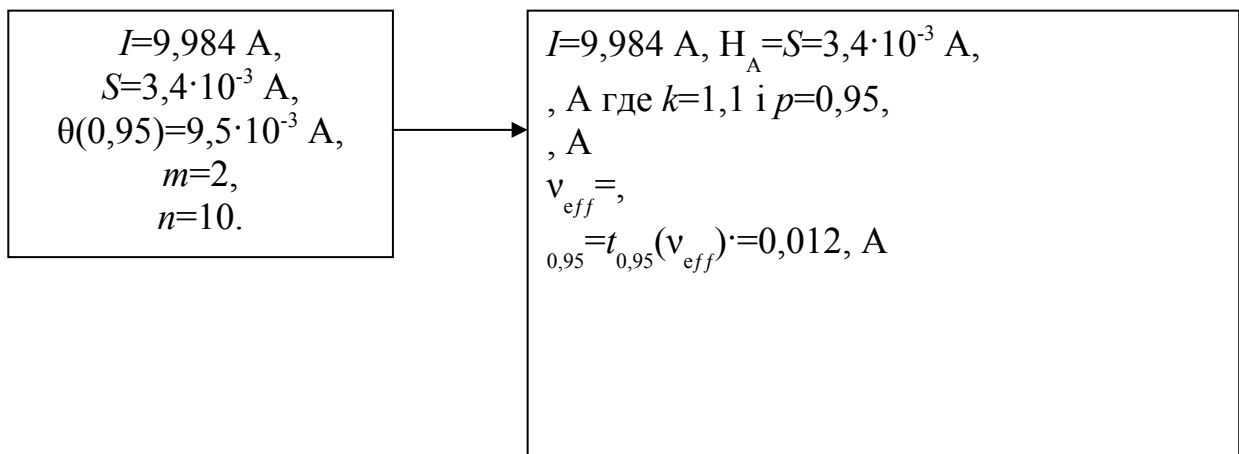 I=9,984 А,
S=3,4·10⁻³ А,
θ(0,95)=9,5·10⁻³ А,
m=2,
n=10.
I=9,984 А, Н_А=S=3,4·10⁻³ А,
, А где k=1,1 і p=0,95,
, А
ν_eff=,
₀,₉₅=t₀,₉₅(ν_eff)·=0,012, А